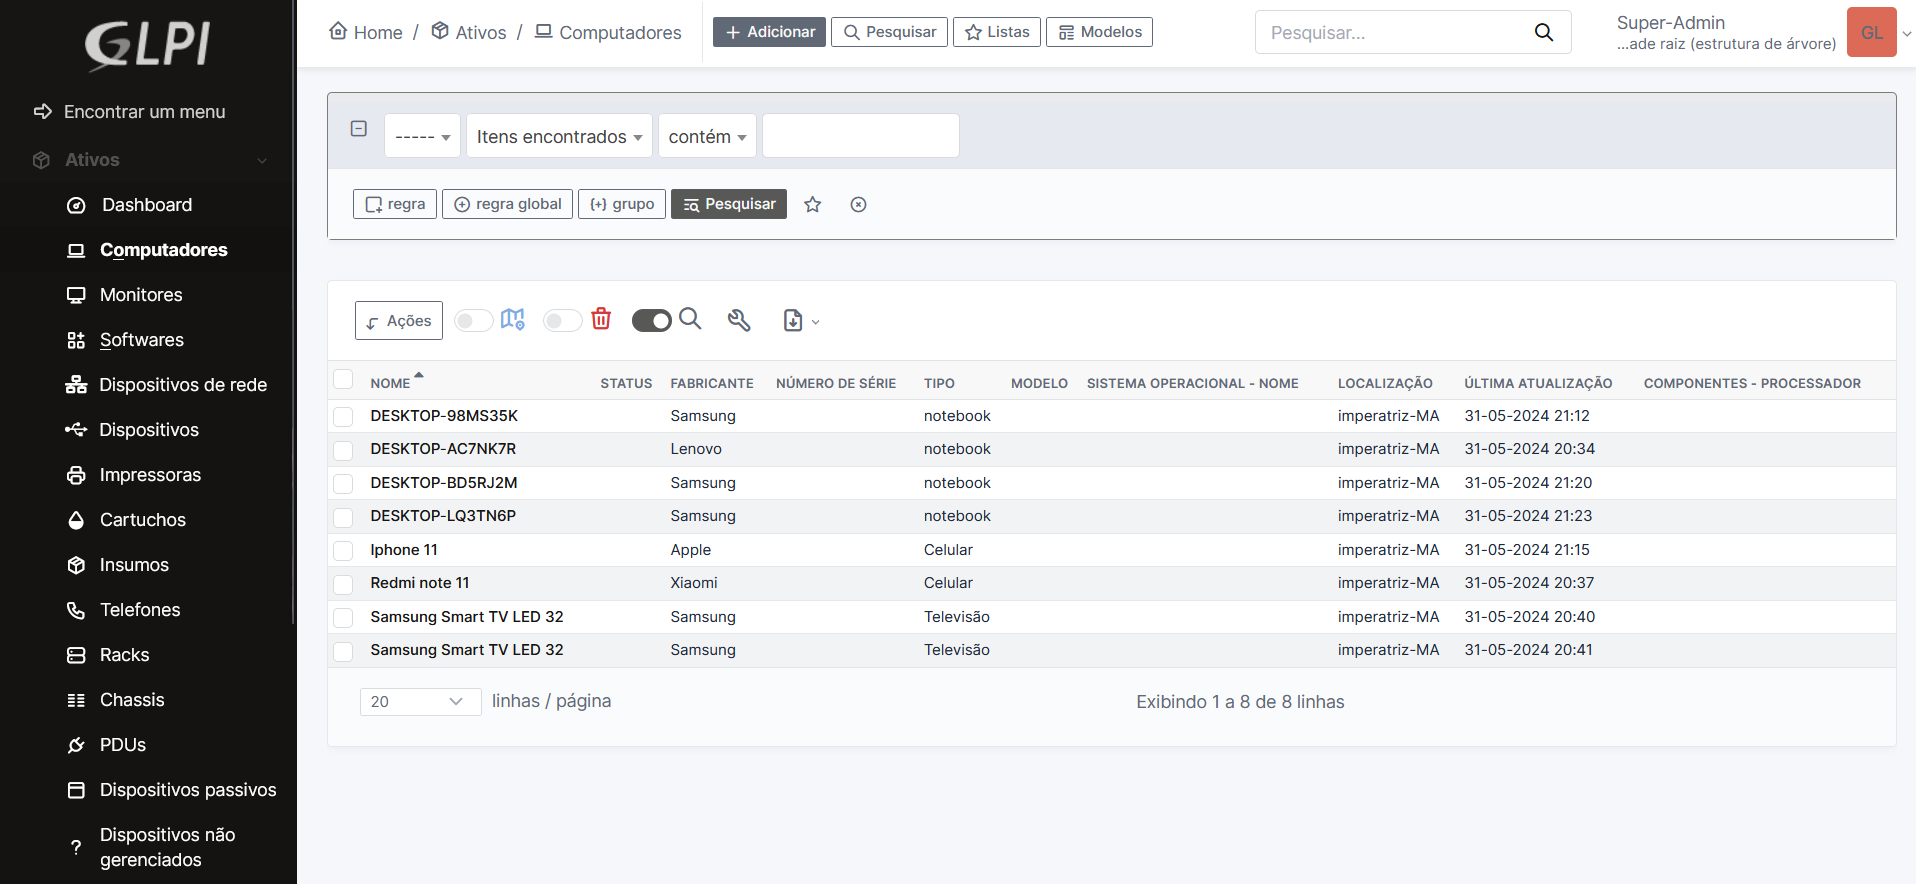 GLPI
Encontrar um menu
Ativos
Dashboard
Computadores
Monitores
Softwares
Dispositivos de rede
Dispositivos
Impressoras
Cartuchos
Insumos
Telefones
Racks
Chassis
PDUs
Dispositivos passivos
? Dispositivos não
gerenciados
Home / Ativos / Computadores
+ Adicionar Pesquisar Listas Modelos
Pesquisar...
Super-Admin
...ade raiz (estrutura de árvore)
GL
----- Itens encontrados contém
regra regra global {+} grupo Pesquisar
Ações
NOME STATUS FABRICANTE NÚMERO DE SÉRIE TIPO MODELO SISTEMA OPERACIONAL - NOME LOCALIZAÇÃO ÚLTIMA ATUALIZAÇÃO COMPONENTES - PROCESSADOR
DESKTOP-98MS35K Samsung notebook imperatriz-MA 31-05-2024 21:12
DESKTOP-AC7NK7R Lenovo notebook imperatriz-MA 31-05-2024 20:34
DESKTOP-BD5RJ2M Samsung notebook imperatriz-MA 31-05-2024 21:20
DESKTOP-LQ3TN6P Samsung notebook imperatriz-MA 31-05-2024 21:23
Iphone 11 Apple Celular imperatriz-MA 31-05-2024 21:15
Redmi note 11 Xiaomi Celular imperatriz-MA 31-05-2024 20:37
Samsung Smart TV LED 32 Samsung Televisão imperatriz-MA 31-05-2024 20:40
Samsung Smart TV LED 32 Samsung Televisão imperatriz-MA 31-05-2024 20:41
20 linhas / página Exibindo 1 a 8 de 8 linhas